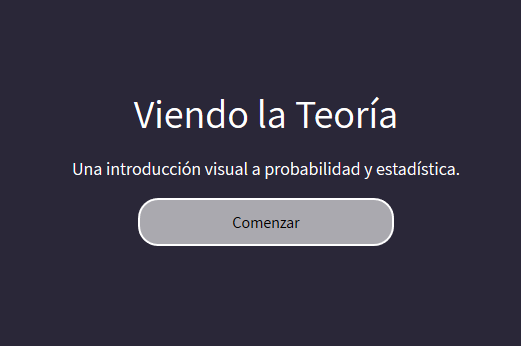 Viendo la Teoría
Una introducción visual a probabilidad y estadística.
Comenzar